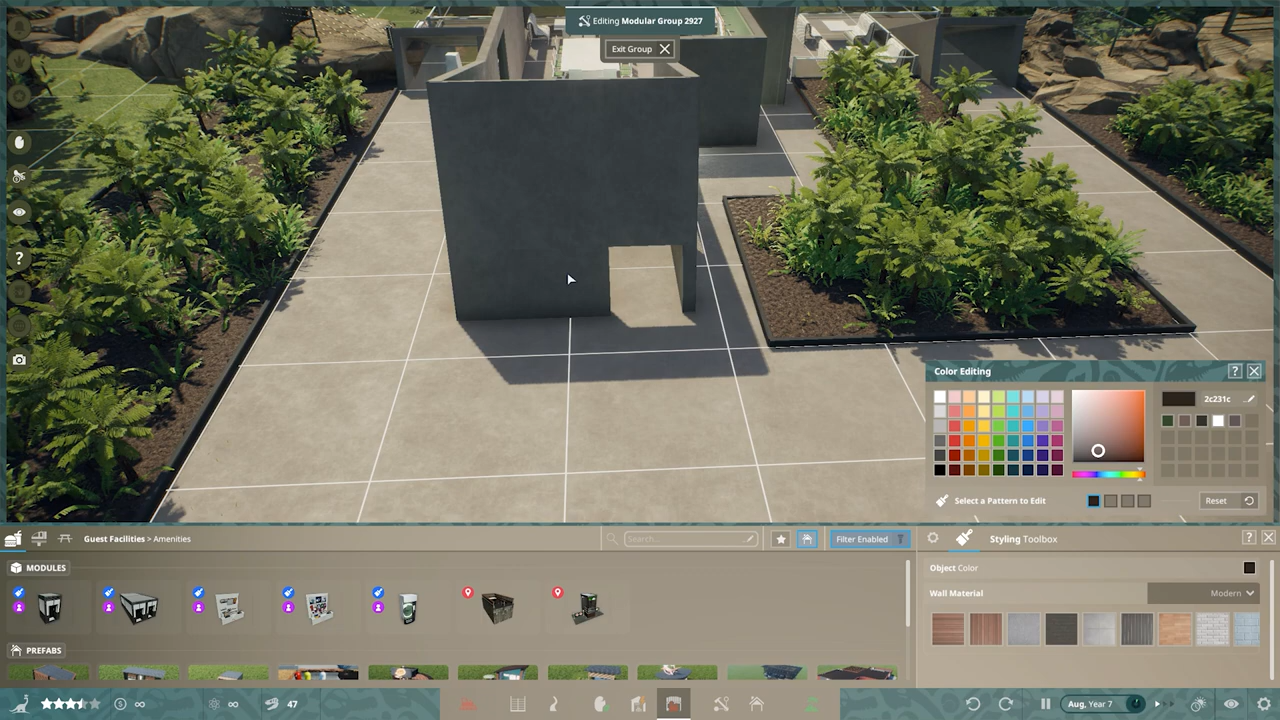 Editing Modular Group 2927
Exit Group
?
Color Editing
?
2c231c
Select a Pattern to Edit
Reset
Guest Facilities > Amenities
Search...
Filter Enabled
Styling Toolbox
?
MODULES
Object Color
Wall Material
Modern
PREFABS
∞
∞
47
Aug, Year 7